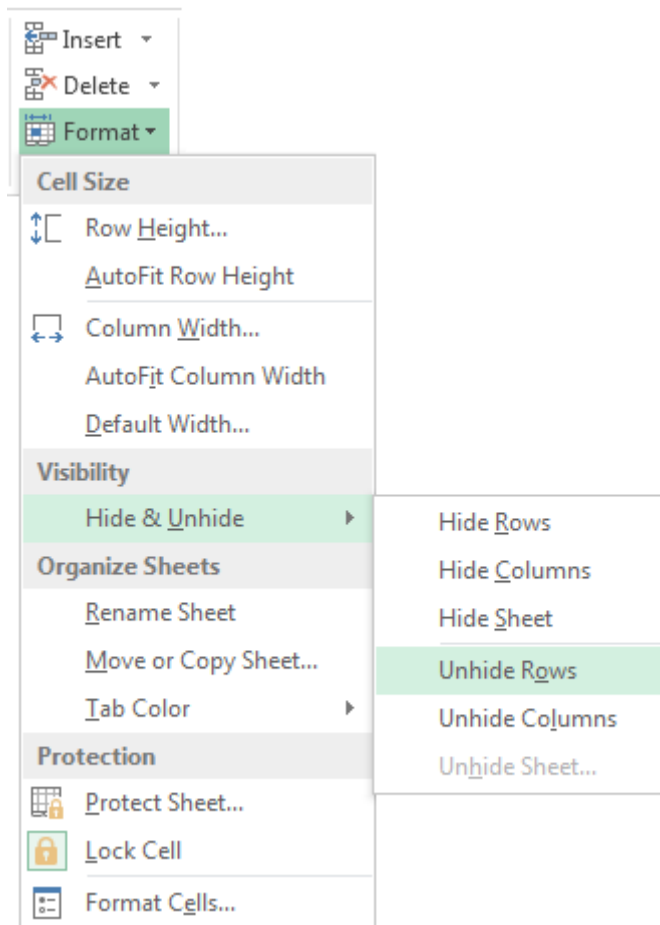 Insert
Delete
Format
Cell Size
Row Height...
AutoFit Row Height
Column Width...
AutoFit Column Width
Default Width...
Visibility
Hide & Unhide
Hide Rows
Hide Columns
Hide Sheet
Unhide Rows
Unhide Columns
Unhide Sheet...
Organize Sheets
Rename Sheet
Move or Copy Sheet...
Tab Color
Protection
Protect Sheet...
Lock Cell
Format Cells...